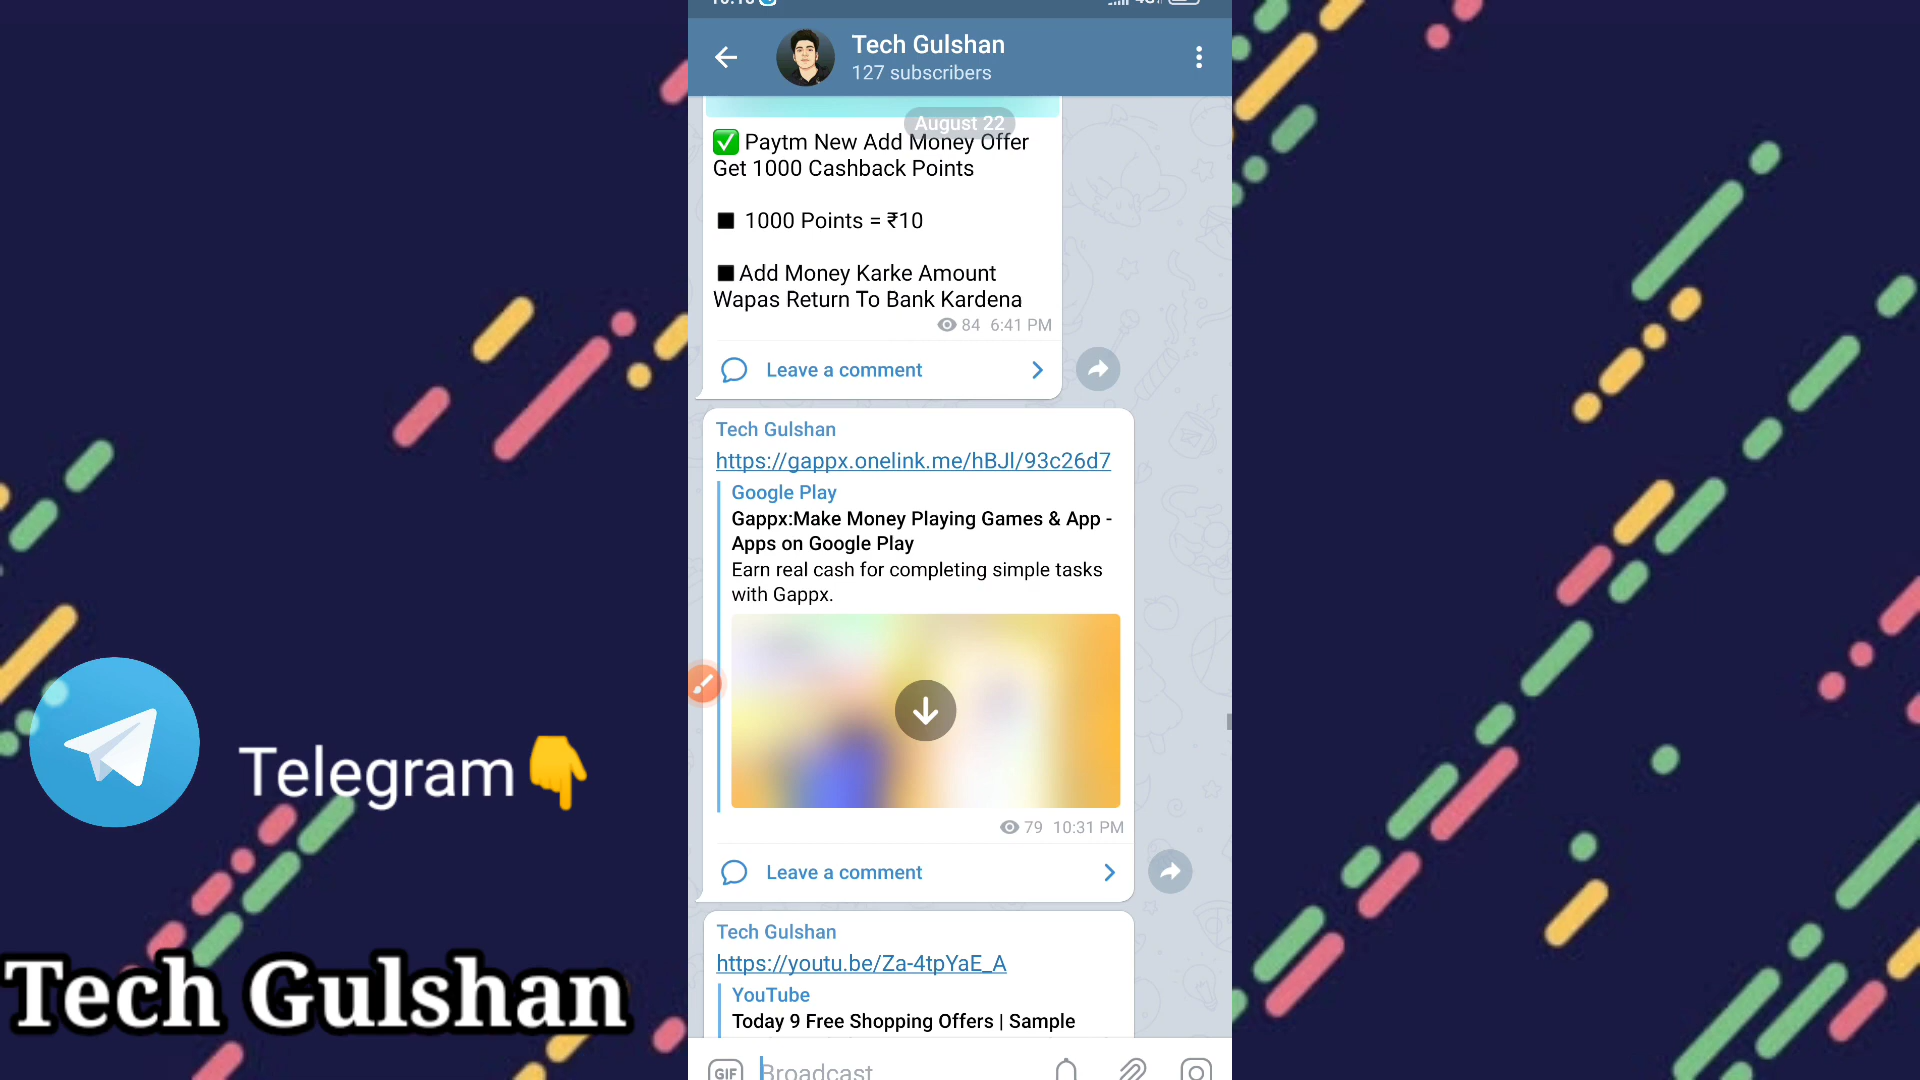 Tech Gulshan
127 subscribers
August 22
✅ Paytm New Add Money Offer
Get 1000 Cashback Points
■ 1000 Points = ₹10
■Add Money Karke Amount
Wapas Return To Bank Kardena
84 6:41 PM
Leave a comment
Tech Gulshan
https://gappx.onelink.me/hBJl/93c26d7
Google Play
Gappx:Make Money Playing Games & App -
Apps on Google Play
Earn real cash for completing simple tasks
with Gappx.
79 10:31 PM
Leave a comment
Tech Gulshan
https://youtu.be/Za-4tpYaE_A
YouTube
Today 9 Free Shopping Offers | Sample
GIF Broadcast
Telegram👇
Tech Gulshan